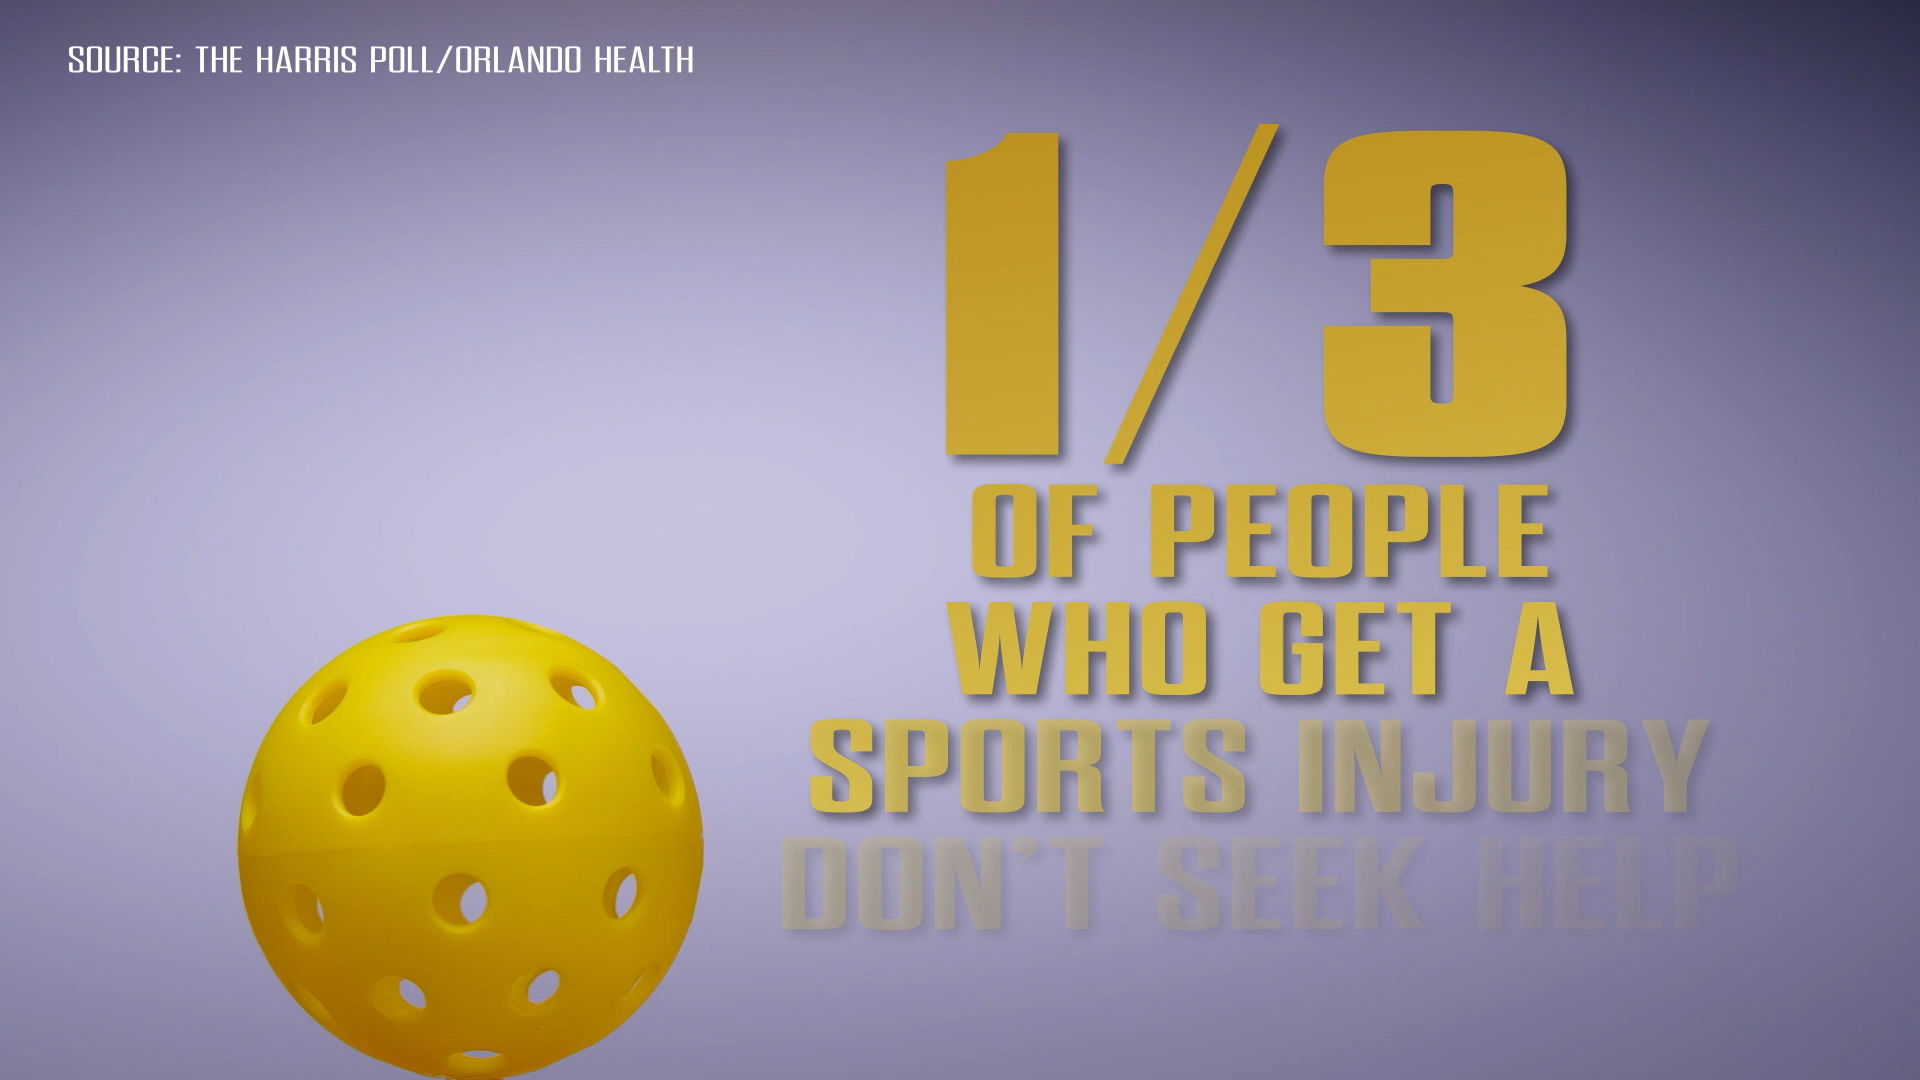 SOURCE: THE HARRIS POLL/ORLANDO HEALTH
1/3
OF PEOPLE
WHO GET A
SPORTS INJURY
DON'T SEEK HELP